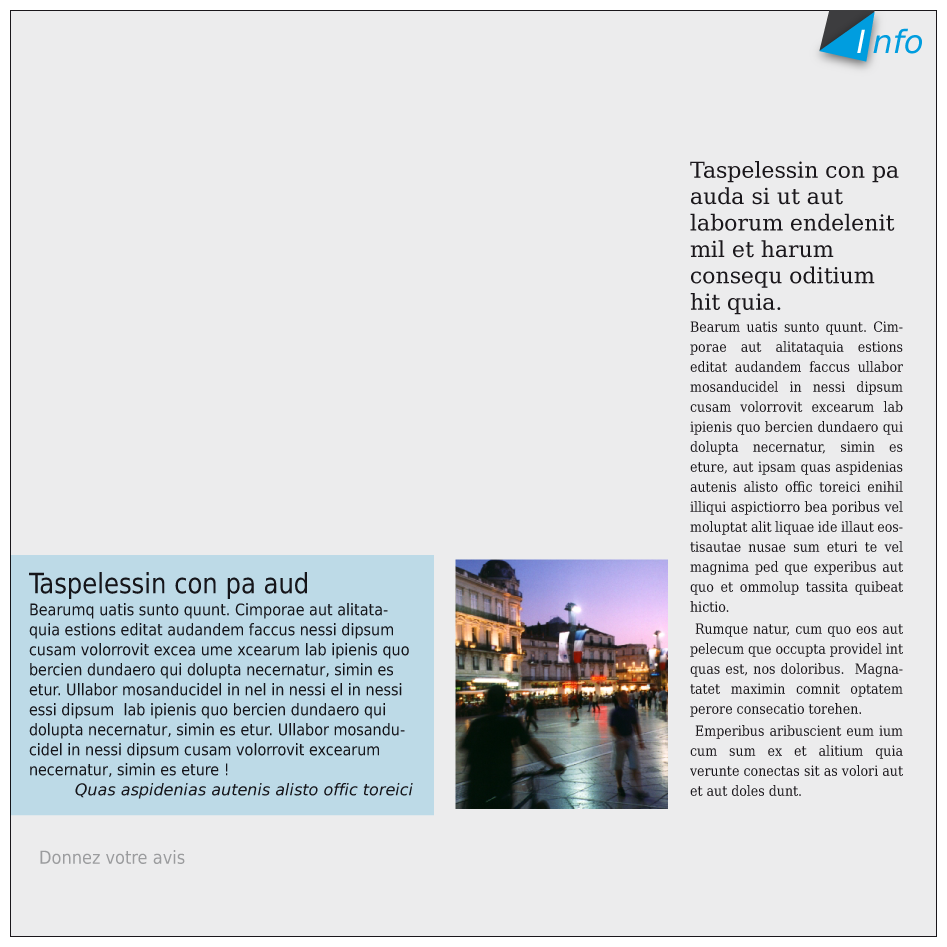 Info
Taspelessin con pa
auda si ut aut
laborum endelenit
mil et harum
consequ oditium
hit quia.
Bearum uatis sunto quunt. Cim-
porae aut alitataquia estions
editat audandem faccus ullabor
mosanducidel in nessi dipsum
cusam volorrovit excearum lab
ipienis quo bercien dundaero qui
dolupta necernatur, simin es
eture, aut ipsam quas aspidenias
autenis alisto offic toreici enihil
illiqui aspictiorro bea poribus vel
moluptat alit liquae ide illaut eos-
tisautae nusae sum eturi te vel
magnima ped que experibus aut
quo et ommolup tassita quibeat
hictio.
Rumque natur, cum quo eos aut
pelecum que occupta providel int
quas est, nos doloribus. Magna-
tatet maximin comnit optatem
perore consecatio torehen.
Emperibus aribuscient eum ium
cum sum ex et alitium quia
verunte conectas sit as volori aut
et aut doles dunt.
Taspelessin con pa aud
Bearumq uatis sunto quunt. Cimporae aut alitata-
quia estions editat audandem faccus nessi dipsum
cusam volorrovit excea ume xcearum lab ipienis quo
bercien dundaero qui dolupta necernatur, simin es
etur. Ullabor mosanducidel in nel in nessi el in nessi
essi dipsum  lab ipienis quo bercien dundaero qui
dolupta necernatur, simin es etur. Ullabor mosandu-
cidel in nessi dipsum cusam volorrovit excearum
necernatur, simin es eture !
Quas aspidenias autenis alisto offic toreici
Donnez votre avis